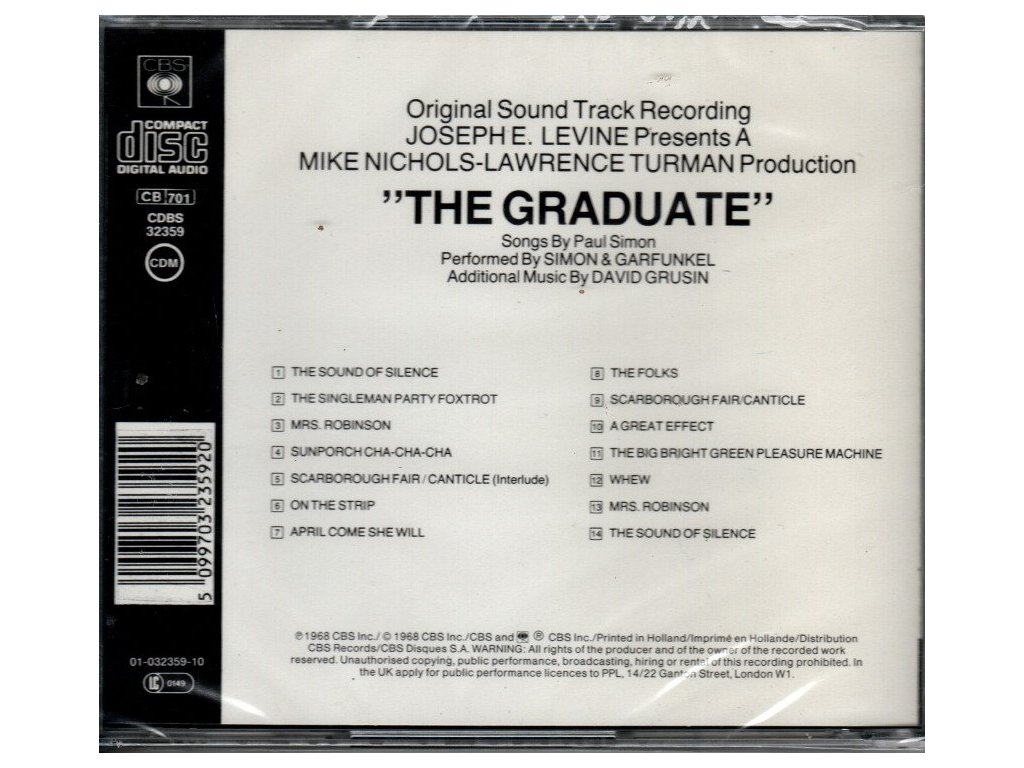 CBS
COMPACT
disc
DIGITAL AUDIO
CB 701
CDBS
32359
CDM
5 099703 235920
01-032359-10
LC 0149
Original Sound Track Recording
JOSEPH E. LEVINE Presents A
MIKE NICHOLS-LAWRENCE TURMAN Production
"THE GRADUATE"
Songs By Paul Simon
Performed By SIMON & GARFUNKEL
Additional Music By DAVID GRUSIN
1 THE SOUND OF SILENCE
2 THE SINGLEMAN PARTY FOXTROT
3 MRS. ROBINSON
4 SUNPORCH CHA-CHA-CHA
5 SCARBOROUGH FAIR / CANTICLE (Interlude)
6 ON THE STRIP
7 APRIL COME SHE WILL
8 THE FOLKS
9 SCARBOROUGH FAIR/CANTICLE
10 A GREAT EFFECT
11 THE BIG BRIGHT GREEN PLEASURE MACHINE
12 WHEW
13 MRS. ROBINSON
14 THE SOUND OF SILENCE
℗ 1968 CBS Inc./ © 1968 CBS Inc./CBS and ® CBS Inc./Printed in Holland/Imprimé en Hollande/Distribution
CBS Records/CBS Disques S.A. WARNING: All rights of the producer and of the owner of the recorded work
reserved. Unauthorised copying, public performance, broadcasting, hiring or rental of this recording prohibited. In
the UK apply for public performance licences to PPL, 14/22 Ganton Street, London W1.